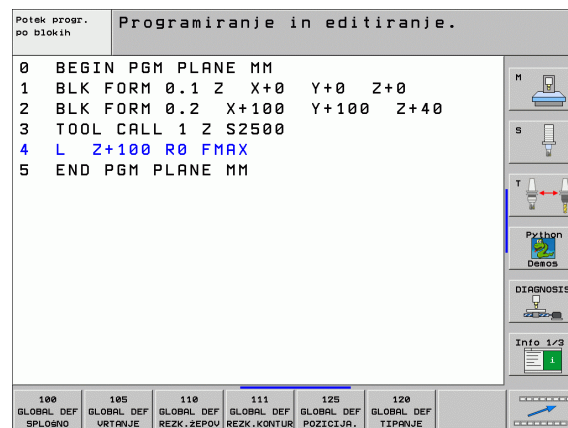 Potek progr.
po blokih
Programiranje in editiranje.
0 BEGIN PGM PLANE MM
1 BLK FORM 0.1 Z X+0 Y+0 Z+0
2 BLK FORM 0.2 X+100 Y+100 Z+40
3 TOOL CALL 1 Z S2500
4 L Z+100 R0 FMAX
5 END PGM PLANE MM
M
S
T
Python
Demos
DIAGNOSIS
Info 1/3
i
100
GLOBAL DEF
SPLOŠNO
105
GLOBAL DEF
VRTANJE
110
GLOBAL DEF
REZK.ŽEPOV
111
GLOBAL DEF
REZK.KONTUR
125
GLOBAL DEF
POZICIJA.
120
GLOBAL DEF
TIPANJE